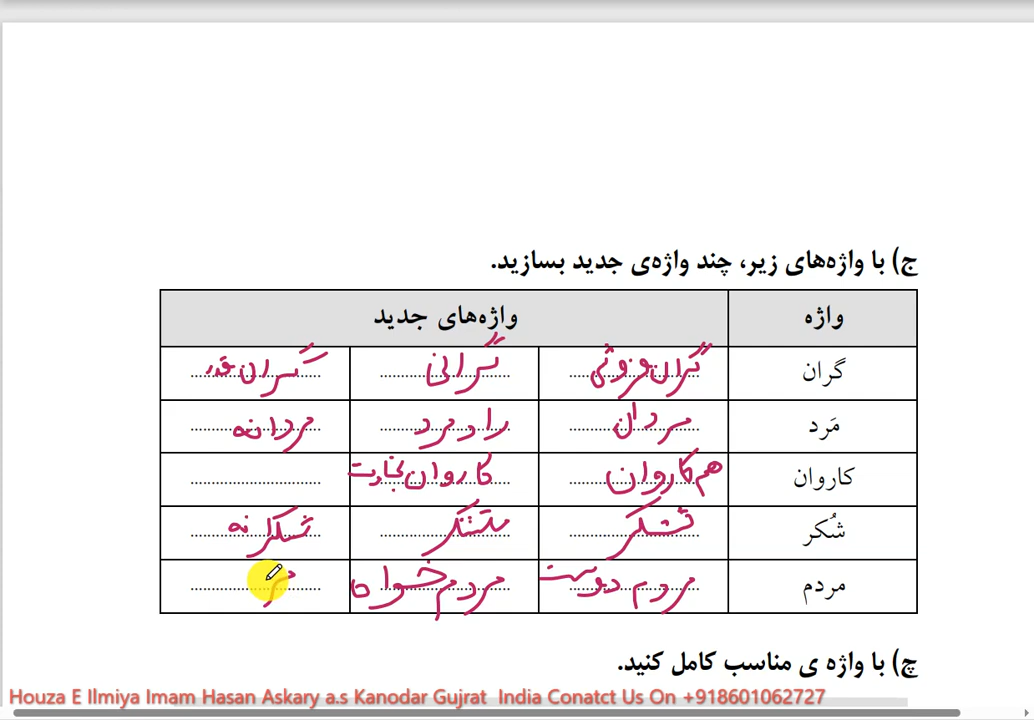 ج) با واژه‌های زیر، چند واژه‌ی جدید بسازید.
واژه واژه‌های جدید
گران گران فروشی گرانی گران قدر
مَرد مردان رادمرد مردانه
کاروان هم کاروان کاروان تجارت
شُکر تشکر متشکر شکرانه
مردم مردم دوست مردم خواه مر
چ) با واژه ی مناسب کامل کنید.
Houza E Ilmiya Imam Hasan Askary a.s Kanodar Gujrat India Conatct Us On +918601062727